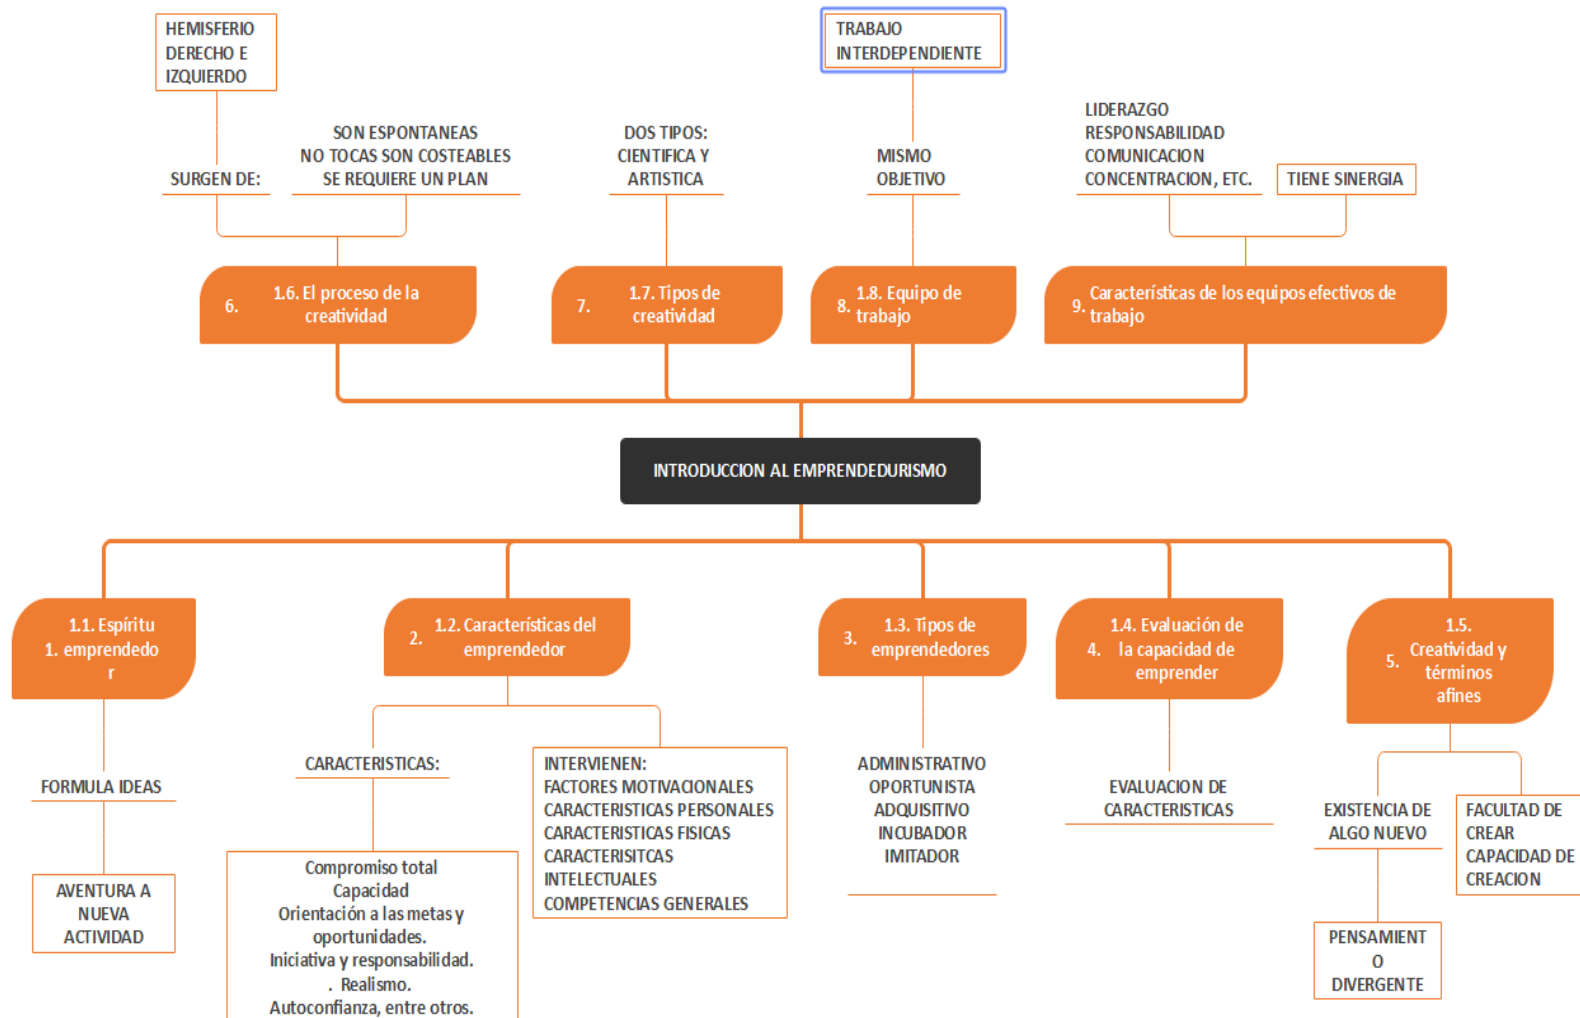 HEMISFERIO
DERECHO E
IZQUIERDO
TRABAJO
INTERDEPENDIENTE
SURGEN DE:
SON ESPONTANEAS
NO TOCAS SON COSTEABLES
SE REQUIERE UN PLAN
DOS TIPOS:
CIENTIFICA Y
ARTISTICA
MISMO
OBJETIVO
LIDERAZGO
RESPONSABILIDAD
COMUNICACION
CONCENTRACION, ETC.
TIENE SINERGIA
6.
1.6. El proceso de la
creatividad
7.
1.7. Tipos de
creatividad
8.
1.8. Equipo de
trabajo
9.
Características de los equipos efectivos de
trabajo
INTRODUCCION AL EMPRENDEDURISMO
1.
1.1. Espíritu
emprendedo
r
2.
1.2. Características del
emprendedor
3.
1.3. Tipos de
emprendedores
4.
1.4. Evaluación de
la capacidad de
emprender
5.
1.5.
Creatividad y
términos
afines
FORMULA IDEAS
AVENTURA A
NUEVA
ACTIVIDAD
CARACTERISTICAS:
Compromiso total
Capacidad
Orientación a las metas y
oportunidades.
Iniciativa y responsabilidad.
. Realismo.
Autoconfianza, entre otros.
INTERVIENEN:
FACTORES MOTIVACIONALES
CARACTERISTICAS PERSONALES
CARACTERISTICAS FISICAS
CARACTERISITCAS
INTELECTUALES
COMPETENCIAS GENERALES
ADMINISTRATIVO
OPORTUNISTA
ADQUISITIVO
INCUBADOR
IMITADOR
EVALUACION DE
CARACTERISTICAS
EXISTENCIA DE
ALGO NUEVO
PENSAMIENT
O
DIVERGENTE
FACULTAD DE
CREAR
CAPACIDAD DE
CREACION